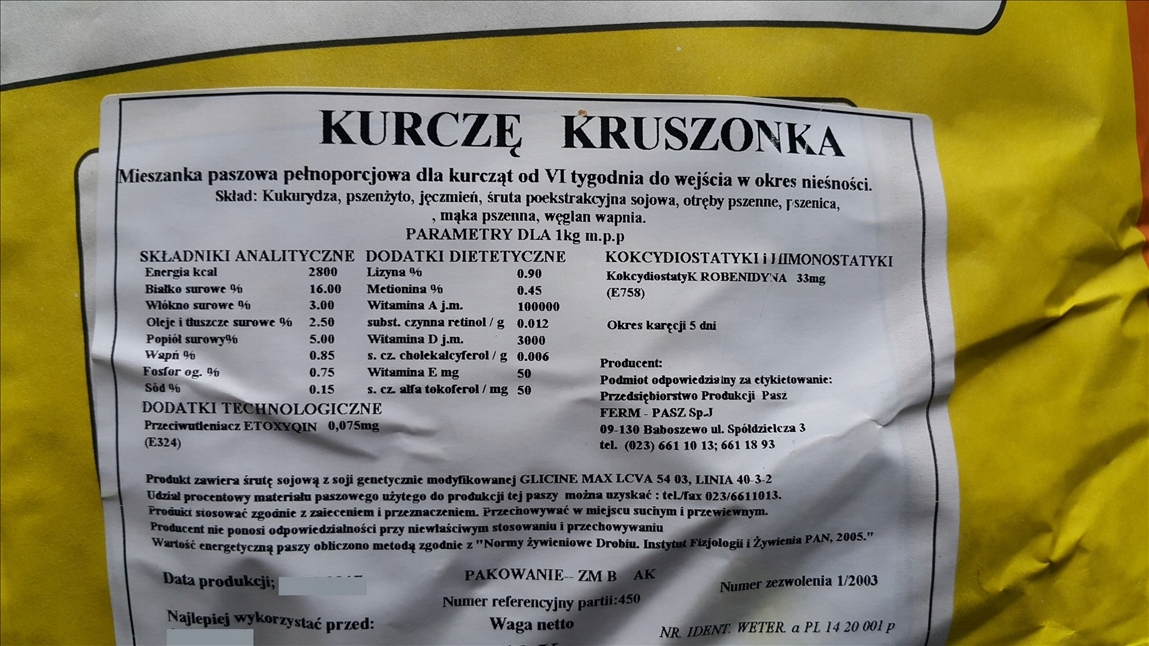 KURCZĘ KRUSZONKA
Mieszanka paszowa pełnoporcjowa dla kurcząt od VI tygodnia do wejścia w okres nieśności.
Skład: Kukurydza, pszenżyto, jęczmień, śruta poekstrakcyjna sojowa, otręby pszenne, pszenica,
, mąka pszenna, węglan wapnia.
PARAMETRY DLA 1kg m.p.p
SKŁADNIKI ANALITYCZNE
Energia kcal 2800
Białko surowe % 16.00
Włókno surowe % 3.00
Oleje i tłuszcze surowe % 2.50
Popiół surowy% 5.00
Wapń % 0.85
Fosfor og. % 0.75
Sód % 0.15
DODATKI TECHNOLOGICZNE
Przeciwutleniacz ETOXYQIN 0,075mg
(E324)
DODATKI DIETETYCZNE
Lizyna % 0.90
Metionina % 0.45
Witamina A j.m. 100000
subst. czynna retinol / g 0.012
Witamina D j.m. 3000
s. cz. cholekalcyferol / g 0.006
Witamina E mg 50
s. cz. alfa tokoferol / mg 50
KOKCYDIOSTATYKI i HIMONOSTATYKI
KokcydiostatyK ROBENIDYNA 33mg
(E758)
Okres karęcji 5 dni
Producent:
Podmiot odpowiedzialny za etykietowanie:
Przedsiębiorstwo Produkcji Pasz
FERM - PASZ Sp.J
09-130 Baboszewo ul. Spółdzielcza 3
tel. (023) 661 10 13; 661 18 93
Produkt zawiera śrutę sojową z soji genetycznie modyfikowanej GLICINE MAX LCVA 54 03, LINIA 40-3-2
Udział procentowy materiału paszowego użytego do produkcji tej paszy można uzyskać : tel./fax 023/6611013.
Produkt stosować zgodnie z zaleceniem i przeznaczeniem. Przechowywać w miejscu suchym i przewiewnym.
Producent nie ponosi odpowiedzialności przy niewłaściwym stosowaniu i przechowywaniu
Wartość energetyczną paszy obliczono metodą zgodnie z "Normy żywieniowe Drobiu. Instytut Fizjologii i Żywienia PAN, 2005."
Data produkcji;
PAKOWANIE-- ZM B AK
Numer zezwolenia 1/2003
Numer referencyjny partii:450
Najlepiej wykorzystać przed:
Waga netto
NR. IDENT. WETER. a PL 14 20 001 p